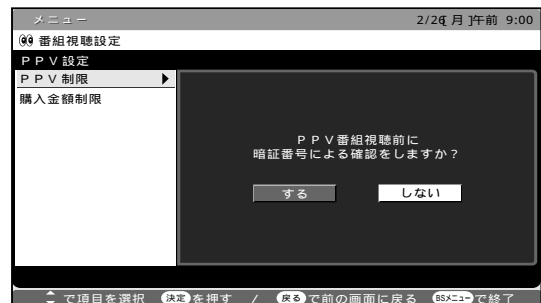 メニュー 2/26[月]午前 9:00
番組視聴設定
PPV設定
PPV制限
購入金額制限
PPV番組視聴前に
暗証番号による確認をしますか?
する しない
で項目を選択 決定を押す / 戻るで前の画面に戻る BSメニューで終了